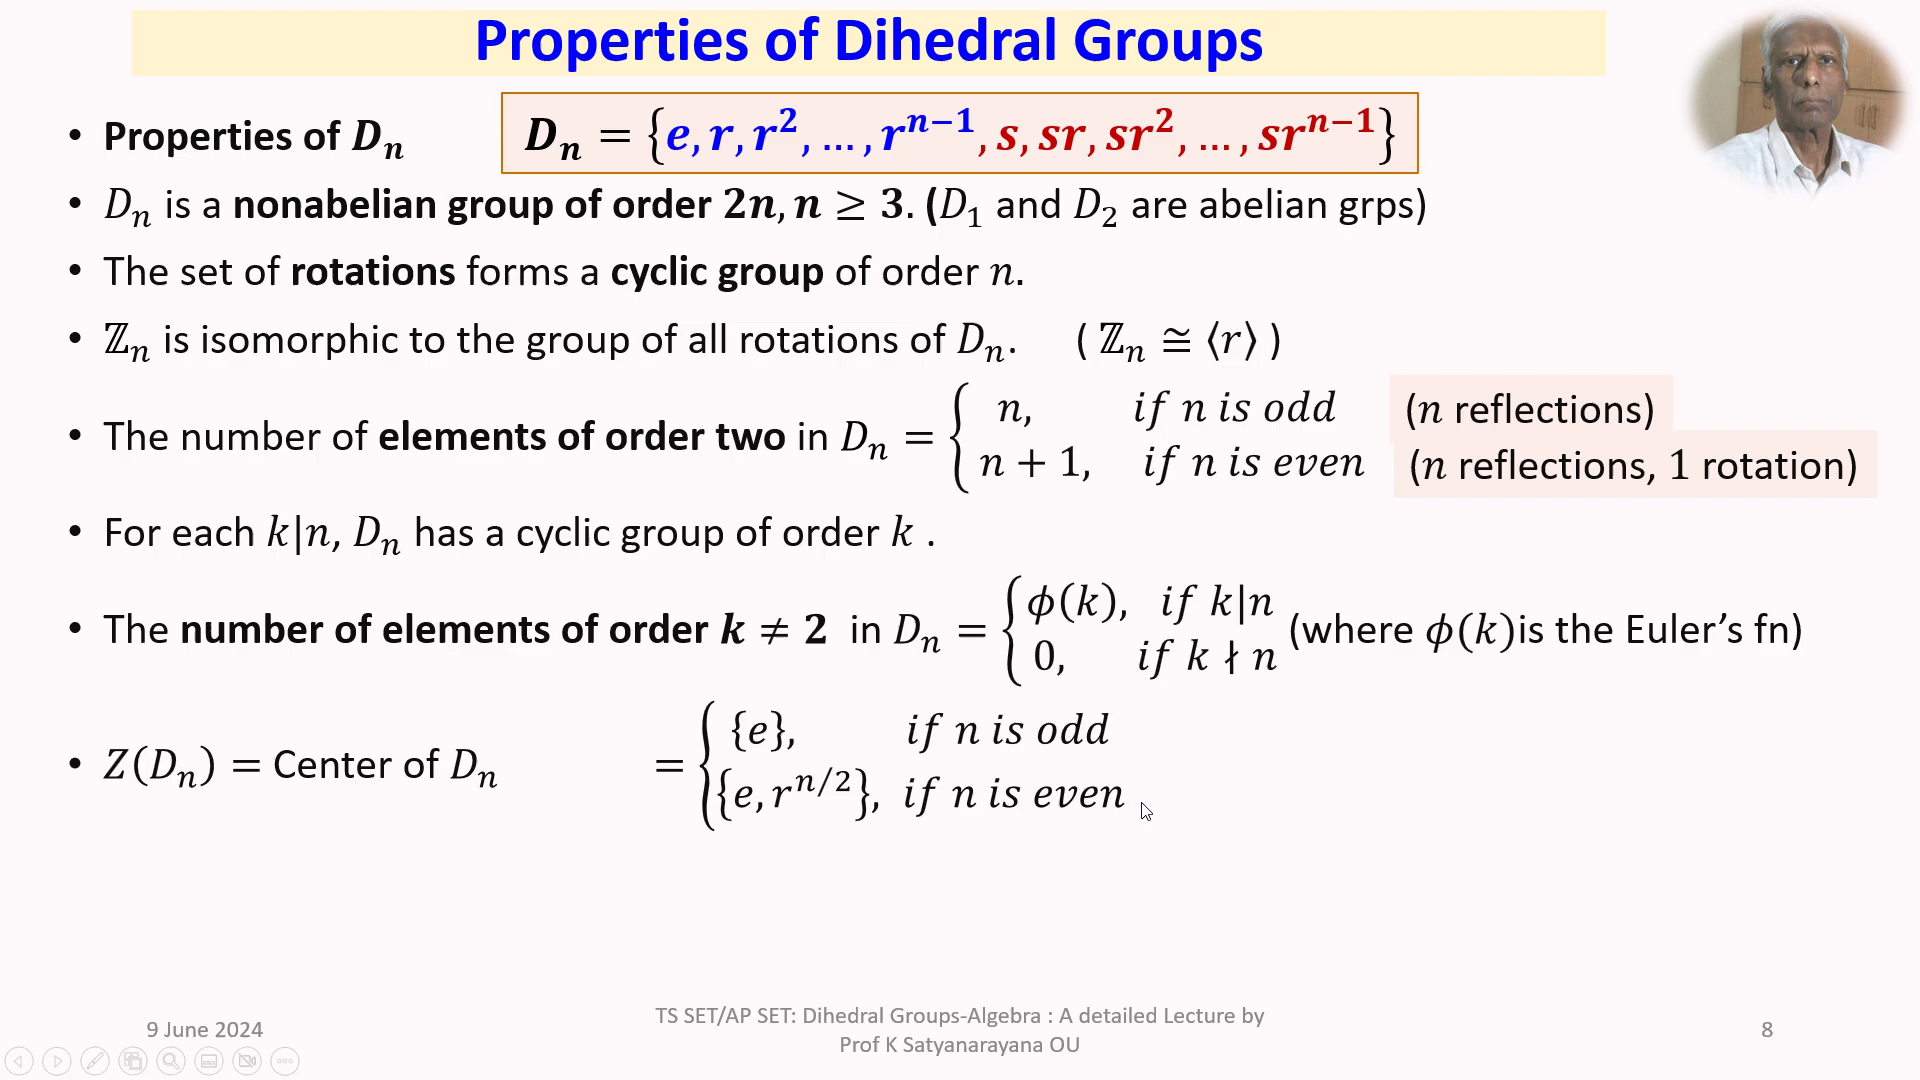 Properties of Dihedral Groups
• Properties of Dₙ
Dₙ = {e, r, r², …, rⁿ⁻¹, s, sr, sr², …, srⁿ⁻¹}
• Dₙ is a nonabelian group of order 2n, n ≥ 3. (D₁ and D₂ are abelian grps)
• The set of rotations forms a cyclic group of order n.
• ℤₙ is isomorphic to the group of all rotations of Dₙ. ( ℤₙ ≅ ⟨r⟩ )
• The number of elements of order two in Dₙ = {
n, if n is odd (n reflections)
n + 1, if n is even (n reflections, 1 rotation)
• For each k|n, Dₙ has a cyclic group of order k .
• The number of elements of order k ≠ 2 in Dₙ = {
ϕ(k), if k|n
0, if k ∤ n
(where ϕ(k)is the Euler’s fn)
• Z(Dₙ) = Center of Dₙ = {
{e}, if n is odd
{e, r^{n/2}}, if n is even
9 June 2024
TS SET/AP SET: Dihedral Groups-Algebra : A detailed Lecture by
Prof K Satyanarayana OU
8